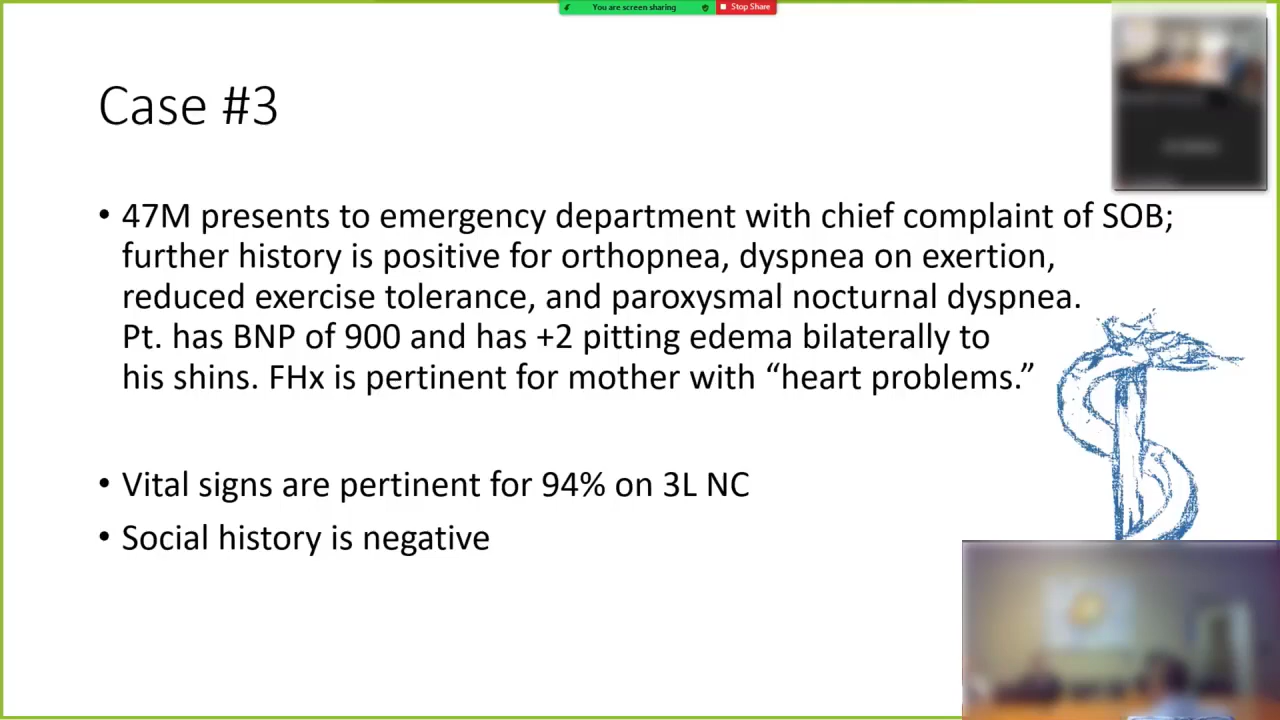 You are screen sharing Stop Share
Case #3
• 47M presents to emergency department with chief complaint of SOB;
further history is positive for orthopnea, dyspnea on exertion,
reduced exercise tolerance, and paroxysmal nocturnal dyspnea.
Pt. has BNP of 900 and has +2 pitting edema bilaterally to
his shins. FHx is pertinent for mother with “heart problems.”
• Vital signs are pertinent for 94% on 3L NC
• Social history is negative